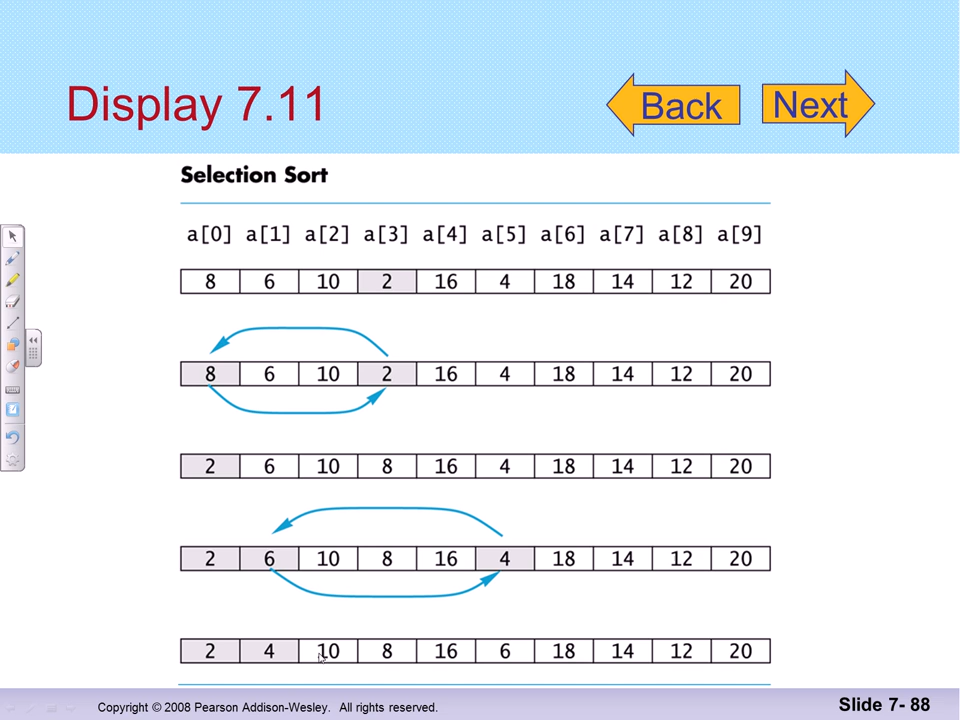 Display 7.11
Back
Next
Selection Sort
a[0] a[1] a[2] a[3] a[4] a[5] a[6] a[7] a[8] a[9]
8 6 10 2 16 4 18 14 12 20
8 6 10 2 16 4 18 14 12 20
2 6 10 8 16 4 18 14 12 20
2 6 10 8 16 4 18 14 12 20
2 4 10 8 16 6 18 14 12 20
Copyright © 2008 Pearson Addison-Wesley. All rights reserved.
Slide 7- 88